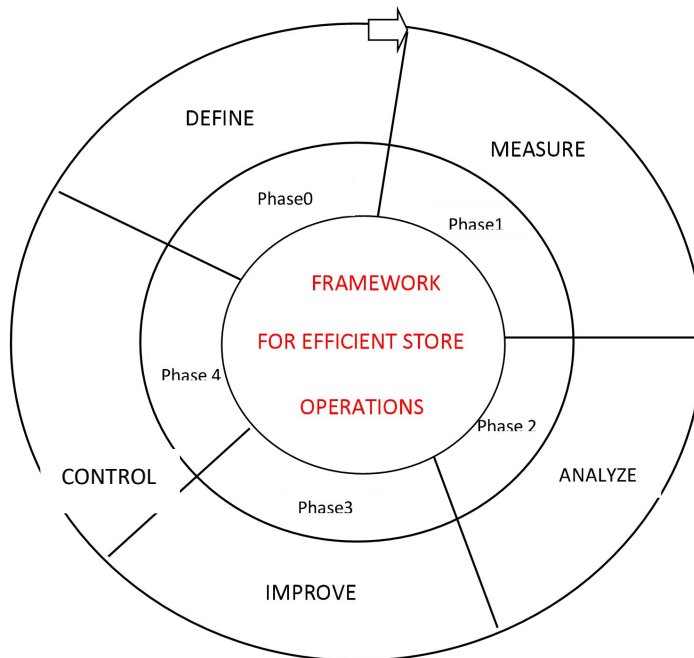 DEFINE
MEASURE
Phase0
Phase1
FRAMEWORK
FOR EFFICIENT STORE
OPERATIONS
Phase 4
Phase 2
CONTROL
ANALYZE
Phase3
IMPROVE